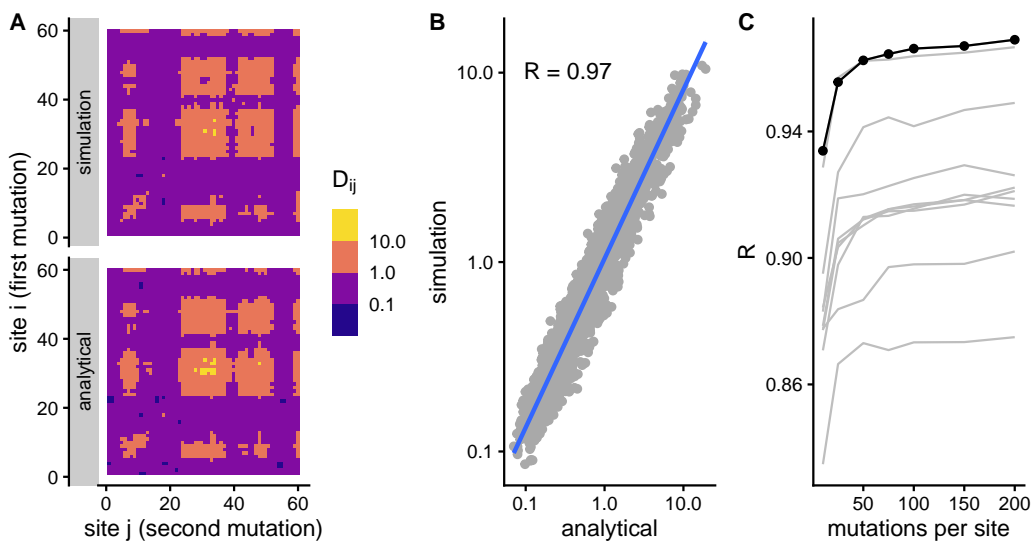 A
site i (first mutation)
simulation
60
40
20
0
analytical
60
40
20
0
0 20 40 60
site j (second mutation)
D_ij
10.0
1.0
0.1
B
R = 0.97
simulation
10.0
1.0
0.1
0.1 1.0 10.0
analytical
C
R
0.94
0.90
0.86
50 100 150 200
mutations per site